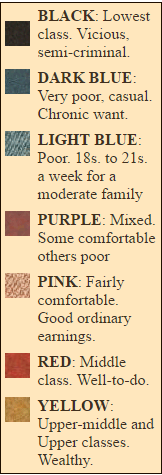 BLACK: Lowest
class. Vicious,
semi-criminal.
DARK BLUE:
Very poor, casual.
Chronic want.
LIGHT BLUE:
Poor. 18s. to 21s.
a week for a
moderate family
PURPLE: Mixed.
Some comfortable
others poor
PINK: Fairly
comfortable.
Good ordinary
earnings.
RED: Middle
class. Well-to-do.
YELLOW:
Upper-middle and
Upper classes.
Wealthy.